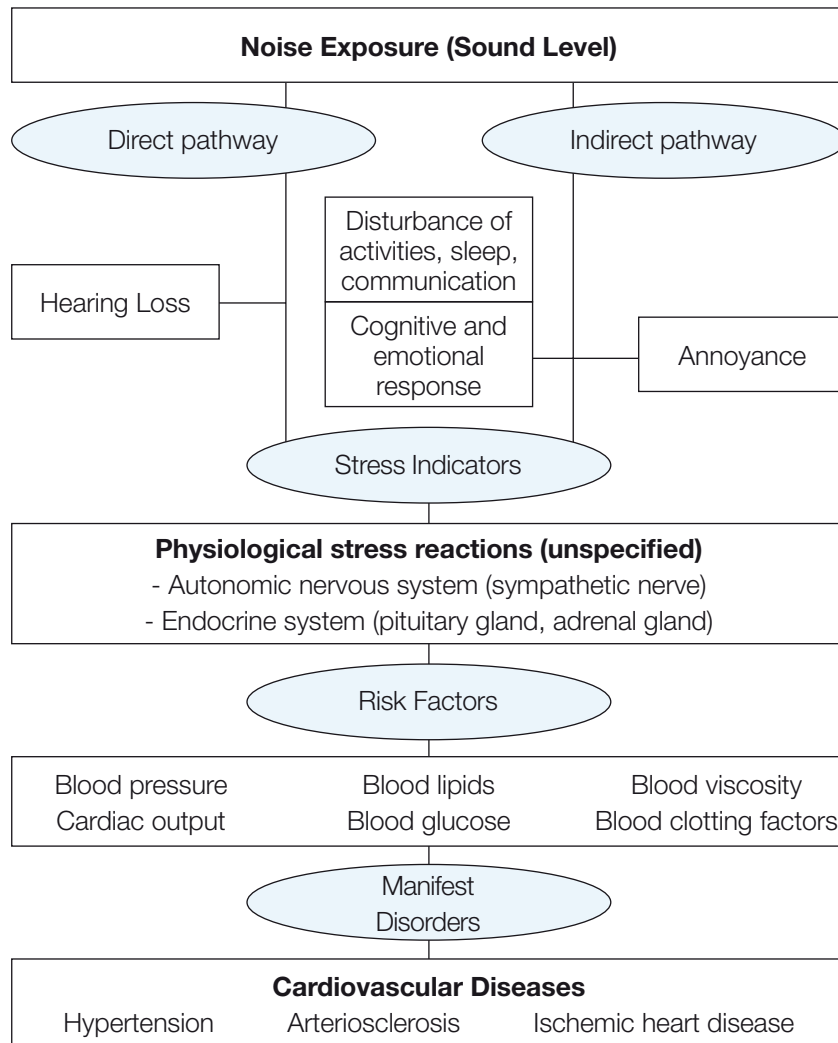 Noise Exposure (Sound Level)
Direct pathway
Indirect pathway
Disturbance of
activities, sleep,
communication
Hearing Loss
Cognitive and
emotional
response
Annoyance
Stress Indicators
Physiological stress reactions (unspecified)
- Autonomic nervous system (sympathetic nerve)
- Endocrine system (pituitary gland, adrenal gland)
Risk Factors
Blood pressure Blood lipids Blood viscosity
Cardiac output Blood glucose Blood clotting factors
Manifest
Disorders
Cardiovascular Diseases
Hypertension Arteriosclerosis Ischemic heart disease